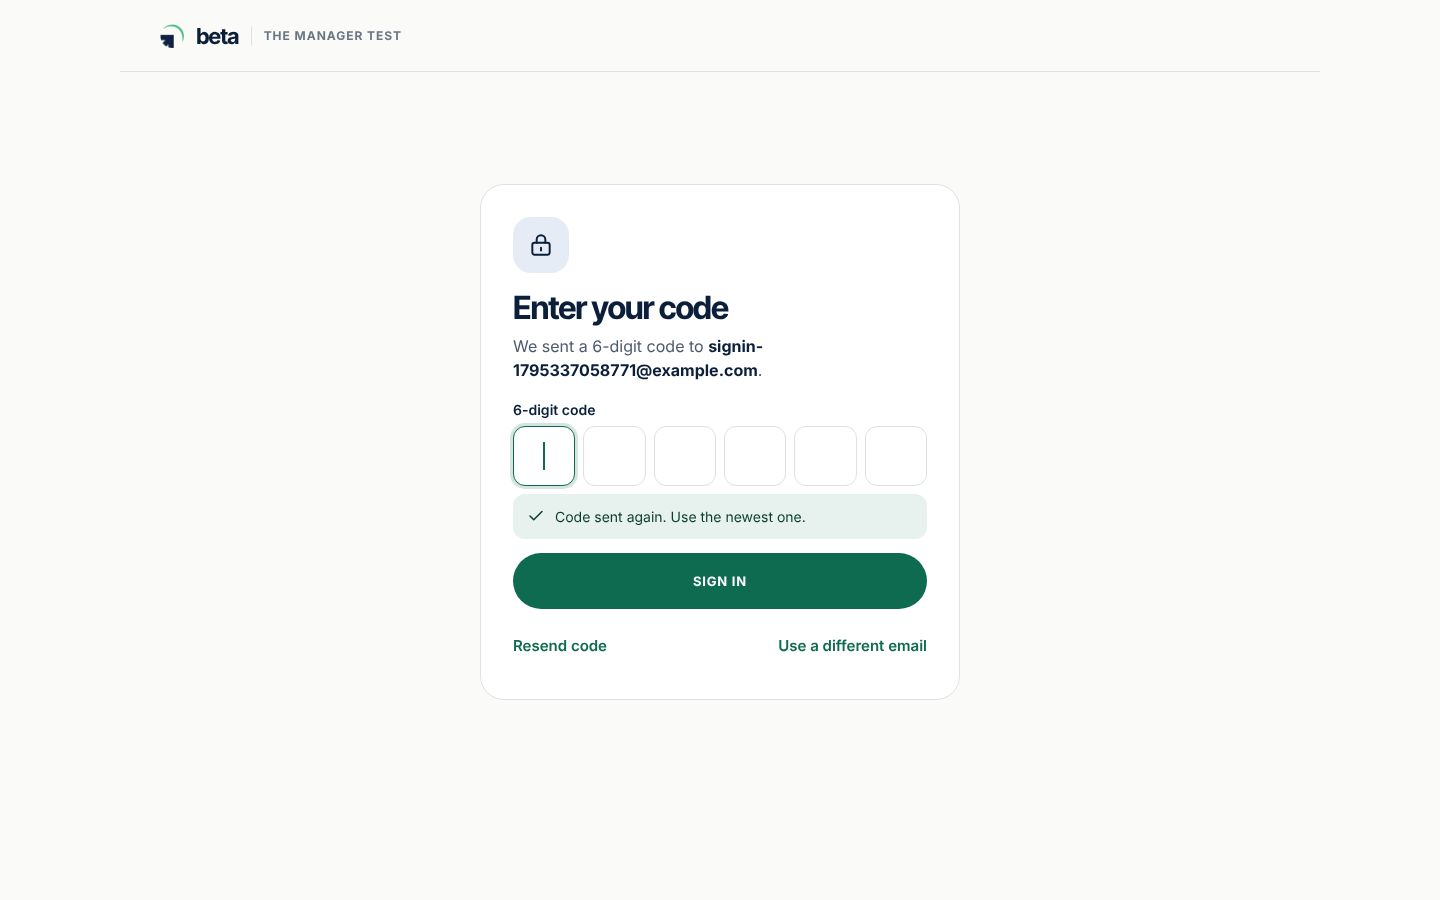 beta
THE MANAGER TEST
Enter your code
We sent a 6-digit code to signin-
1795337058771@example.com.
6-digit code
Code sent again. Use the newest one.
SIGN IN
Resend code
Use a different email